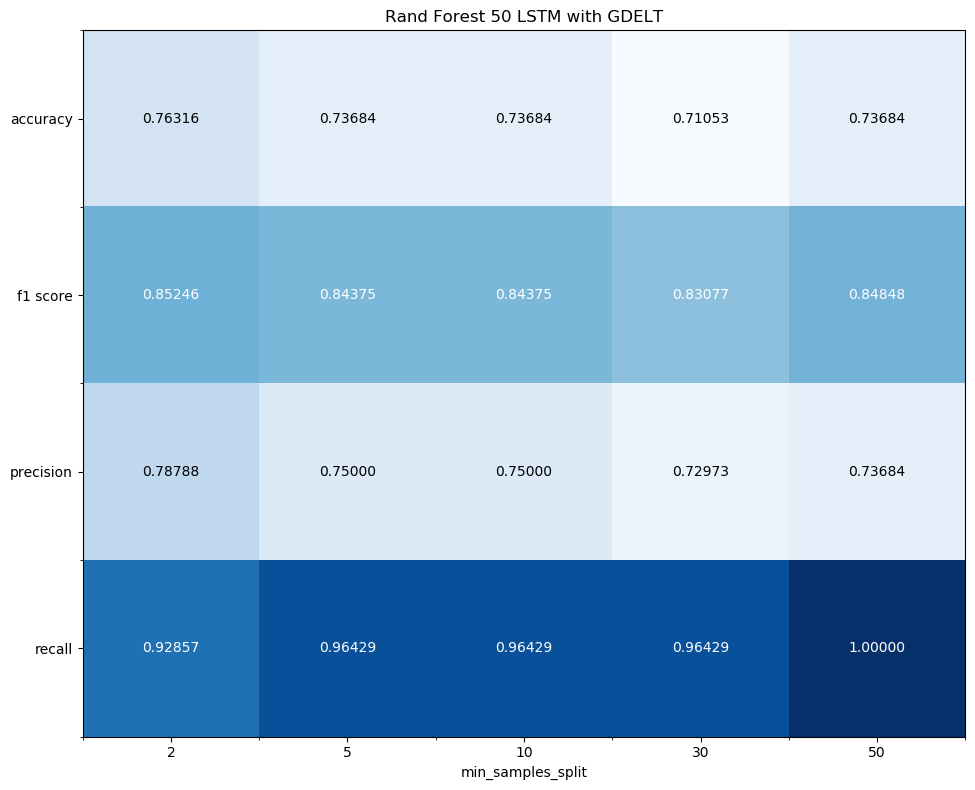 Rand Forest 50 LSTM with GDELT
accuracy 0.76316 0.73684 0.73684 0.71053 0.73684
f1 score 0.85246 0.84375 0.84375 0.83077 0.84848
precision 0.78788 0.75000 0.75000 0.72973 0.73684
recall 0.92857 0.96429 0.96429 0.96429 1.00000
2 5 10 30 50
min_samples_split